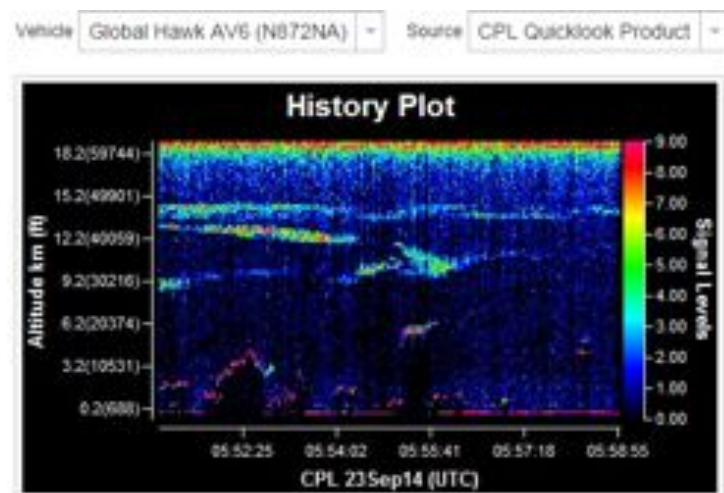 Vehicle Global Hawk AV6 (N872NA) Source CPL Quicklook Product
History Plot
18.2(59744)
15.2(49901)
12.2(40059)
9.2(30216)
6.2(20374)
3.2(10531)
0.2(688)
Altitude km (ft)
9.00
8.00
7.00
6.00
5.00
4.00
3.00
2.00
1.00
0.00
Signal Levels
05:52:25 05:54:02 05:55:41 05:57:18 05:58:55
CPL 23Sep14 (UTC)